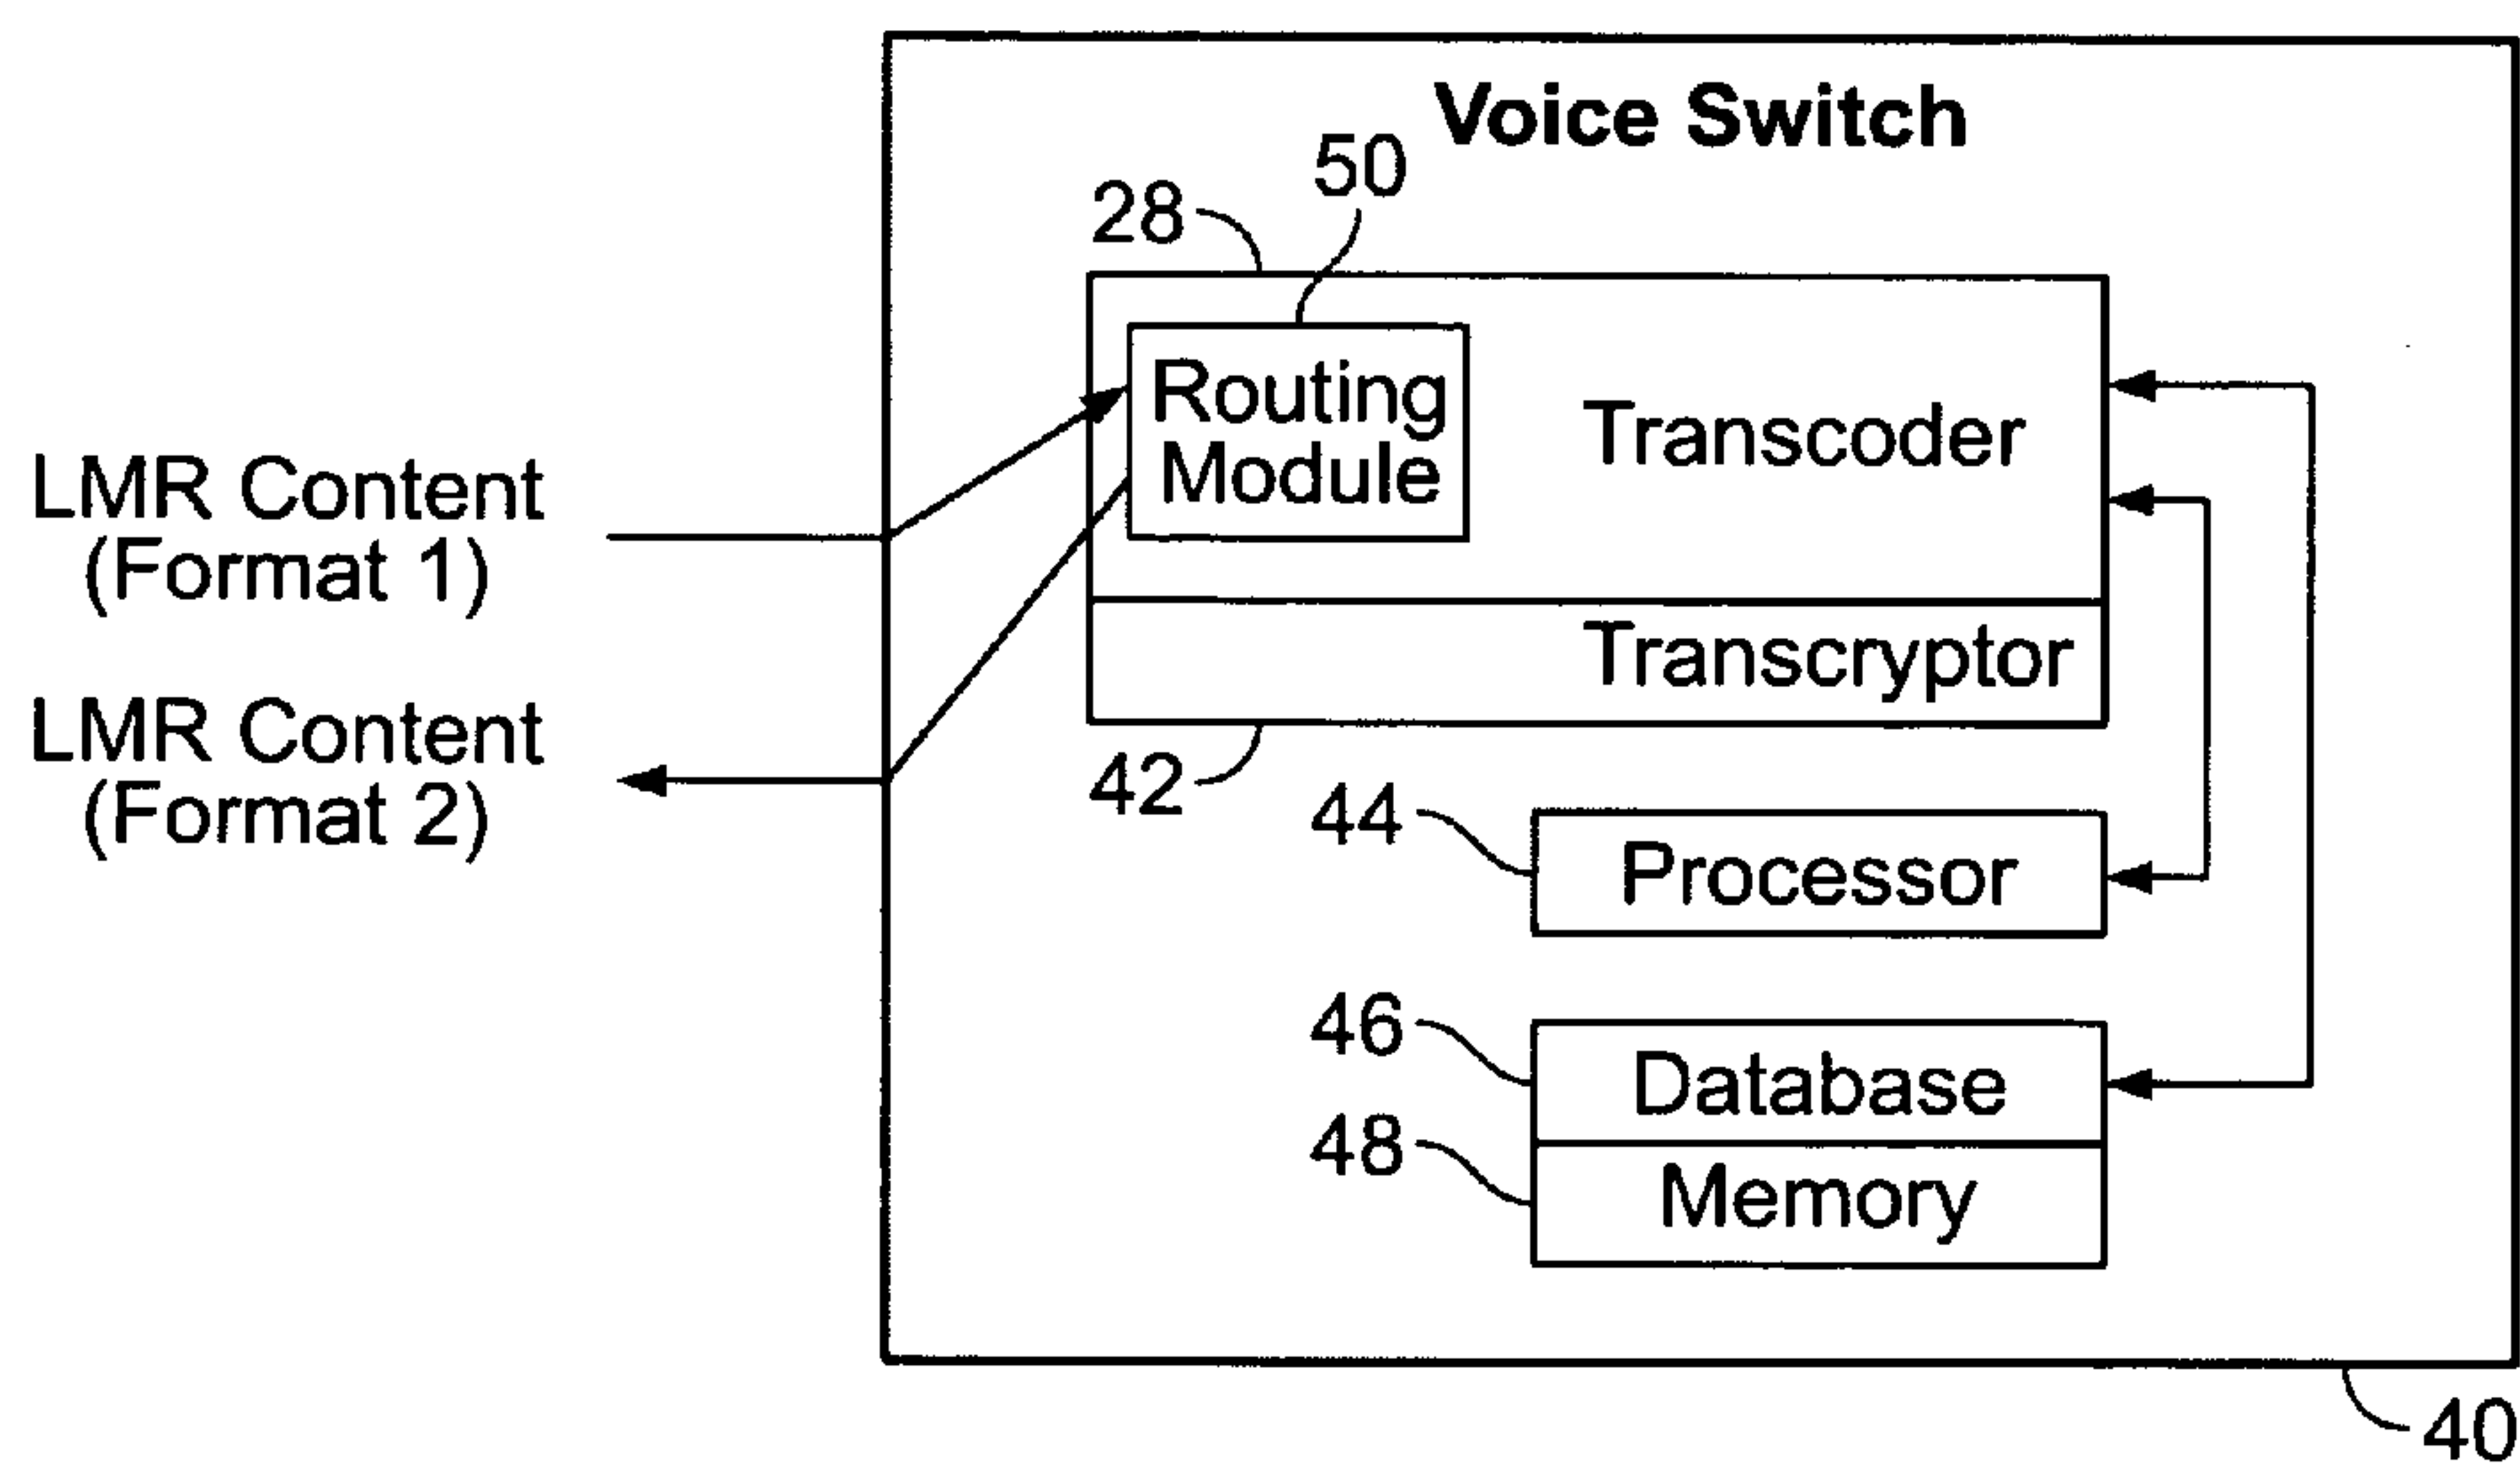 Voice Switch
50
28
Routing
Module
Transcoder
LMR Content
(Format 1)
Transcryptor
LMR Content
(Format 2)
42
44
Processor
46
Database
48
Memory
40